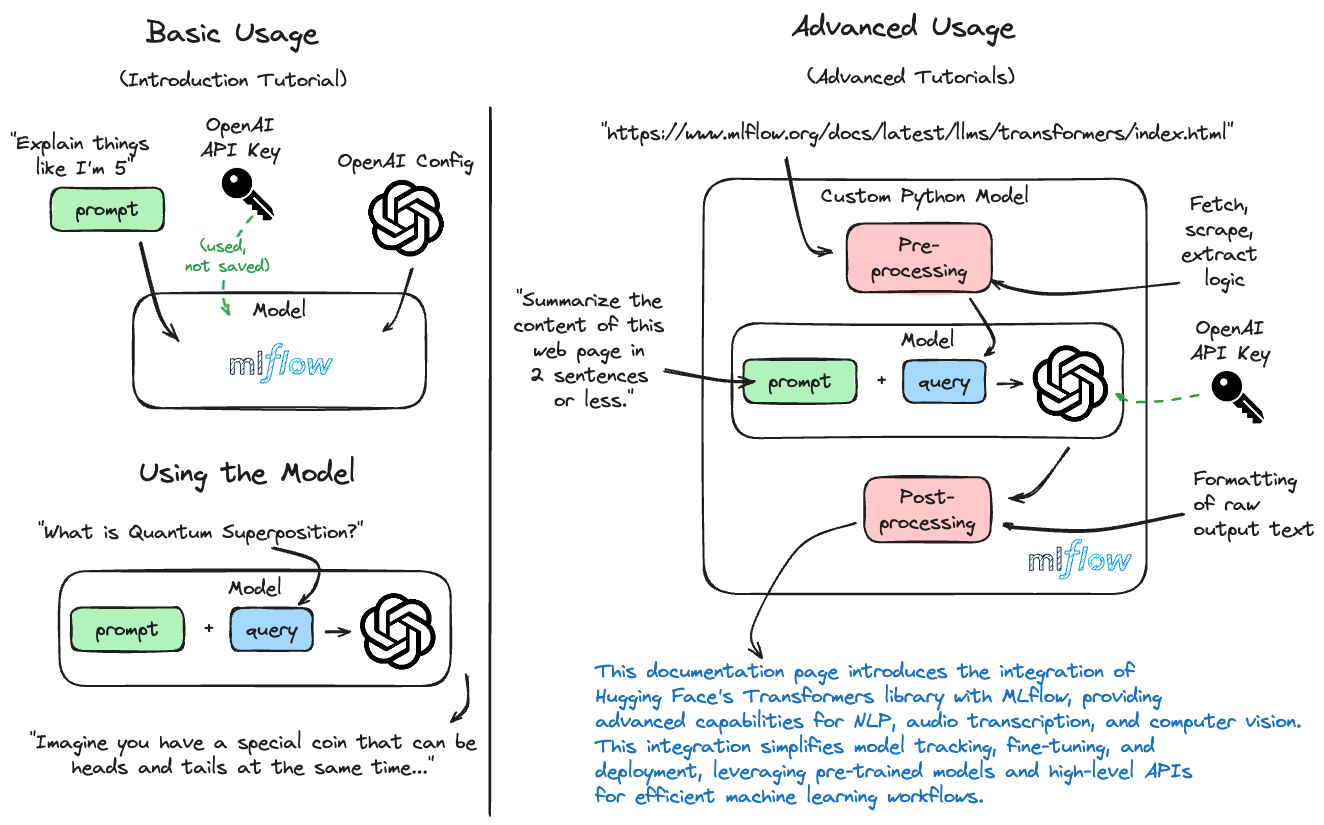 Basic Usage
(Introduction Tutorial)
"Explain things
like I'm 5"
prompt
OpenAI
API Key
OpenAI Config
(used,
not saved)
Model
mlflow
Using the Model
"What is Quantum Superposition?"
Model
prompt
+
query
"Imagine you have a special coin that can be
heads and tails at the same time..."
Advanced Usage
(Advanced Tutorials)
"https://www.mlflow.org/docs/latest/llms/transformers/index.html"
Custom Python Model
Pre-
processing
Fetch,
scrape,
extract
logic
"Summarize the
content of this
web page in
2 sentences
or less."
Model
prompt
+
query
OpenAI
API Key
Post-
processing
Formatting
of raw
output text
mlflow
This documentation page introduces the integration of
Hugging Face's Transformers library with MLflow, providing
advanced capabilities for NLP, audio transcription, and computer vision.
This integration simplifies model tracking, fine-tuning, and
deployment, leveraging pre-trained models and high-level APIs
for efficient machine learning workflows.